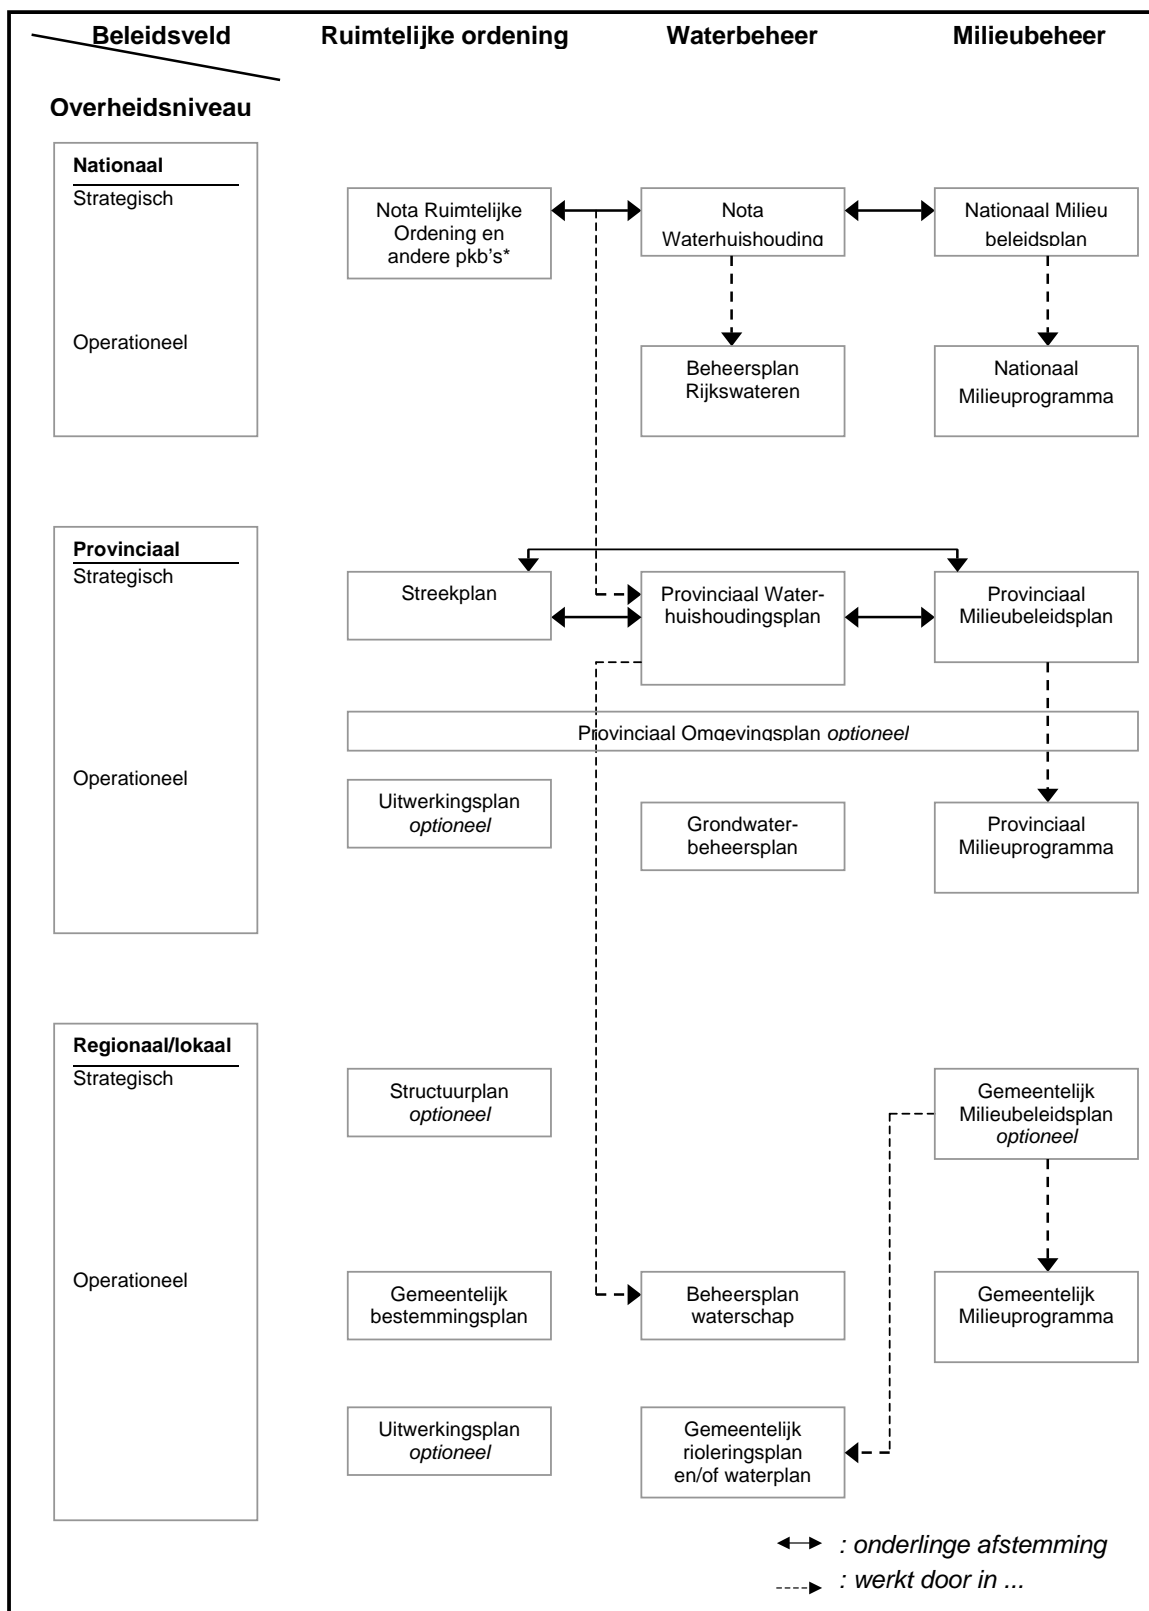 Beleidsveld
Ruimtelijke ordening
Waterbeheer
Milieubeheer
Overheidsniveau
Nationaal
Strategisch
Nota Ruimtelijke
Ordening en
andere pkb's*
Nota
Waterhuishouding
Nationaal Milieu
beleidsplan
Operationeel
Beheersplan
Rijkswateren
Nationaal
Milieuprogramma
Provinciaal
Strategisch
Streekplan
Provinciaal Water-
huishoudingsplan
Provinciaal
Milieubeleidsplan
Provinciaal Omgevingsplan optioneel
Operationeel
Uitwerkingsplan
optioneel
Grondwater-
beheersplan
Provinciaal
Milieuprogramma
Regionaal/lokaal
Strategisch
Structuurplan
optioneel
Gemeentelijk
Milieubeleidsplan
optioneel
Operationeel
Gemeentelijk
bestemmingsplan
Beheersplan
waterschap
Gemeentelijk
Milieuprogramma
Uitwerkingsplan
optioneel
Gemeentelijk
rioleringsplan
en/of waterplan
: onderlinge afstemming
: werkt door in ...